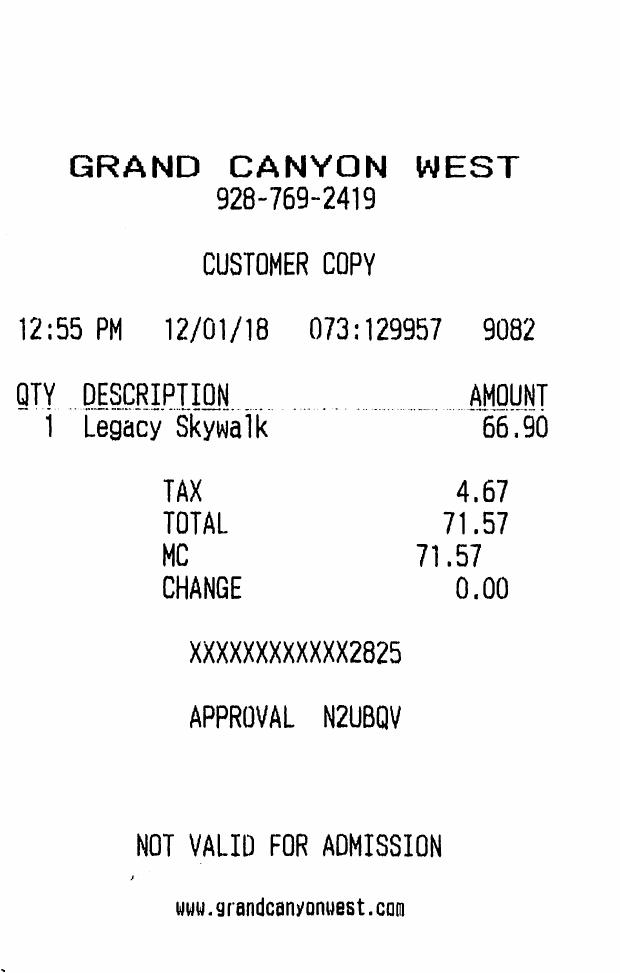 GRAND CANYON WEST
928-769-2419
CUSTOMER COPY
12:55 PM 12/01/18 073:129957 9082
QTY DESCRIPTION AMOUNT
1 Legacy Skywalk 66.90
TAX 4.67
TOTAL 71.57
MC 71.57
CHANGE 0.00
XXXXXXXXXXXX2825
APPROVAL N2UBQV
NOT VALID FOR ADMISSION
www.grandcanyonwest.com